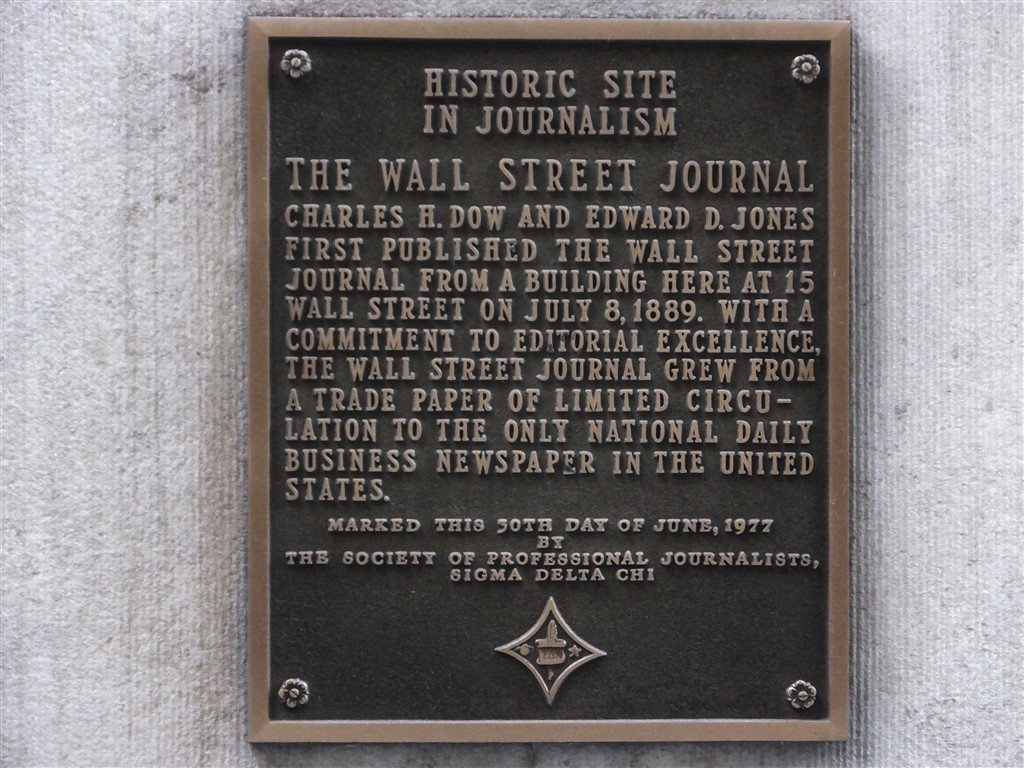 HISTORIC SITE
IN JOURNALISM
THE WALL STREET JOURNAL
CHARLES H. DOW AND EDWARD D. JONES
FIRST PUBLISHED THE WALL STREET
JOURNAL FROM A BUILDING HERE AT 15
WALL STREET ON JULY 8, 1889. WITH A
COMMITMENT TO EDITORIAL EXCELLENCE,
THE WALL STREET JOURNAL GREW FROM
A TRADE PAPER OF LIMITED CIRCU-
LATION TO THE ONLY NATIONAL DAILY
BUSINESS NEWSPAPER IN THE UNITED
STATES.
MARKED THIS 30TH DAY OF JUNE, 1977
BY
THE SOCIETY OF PROFESSIONAL JOURNALISTS,
SIGMA DELTA CHI